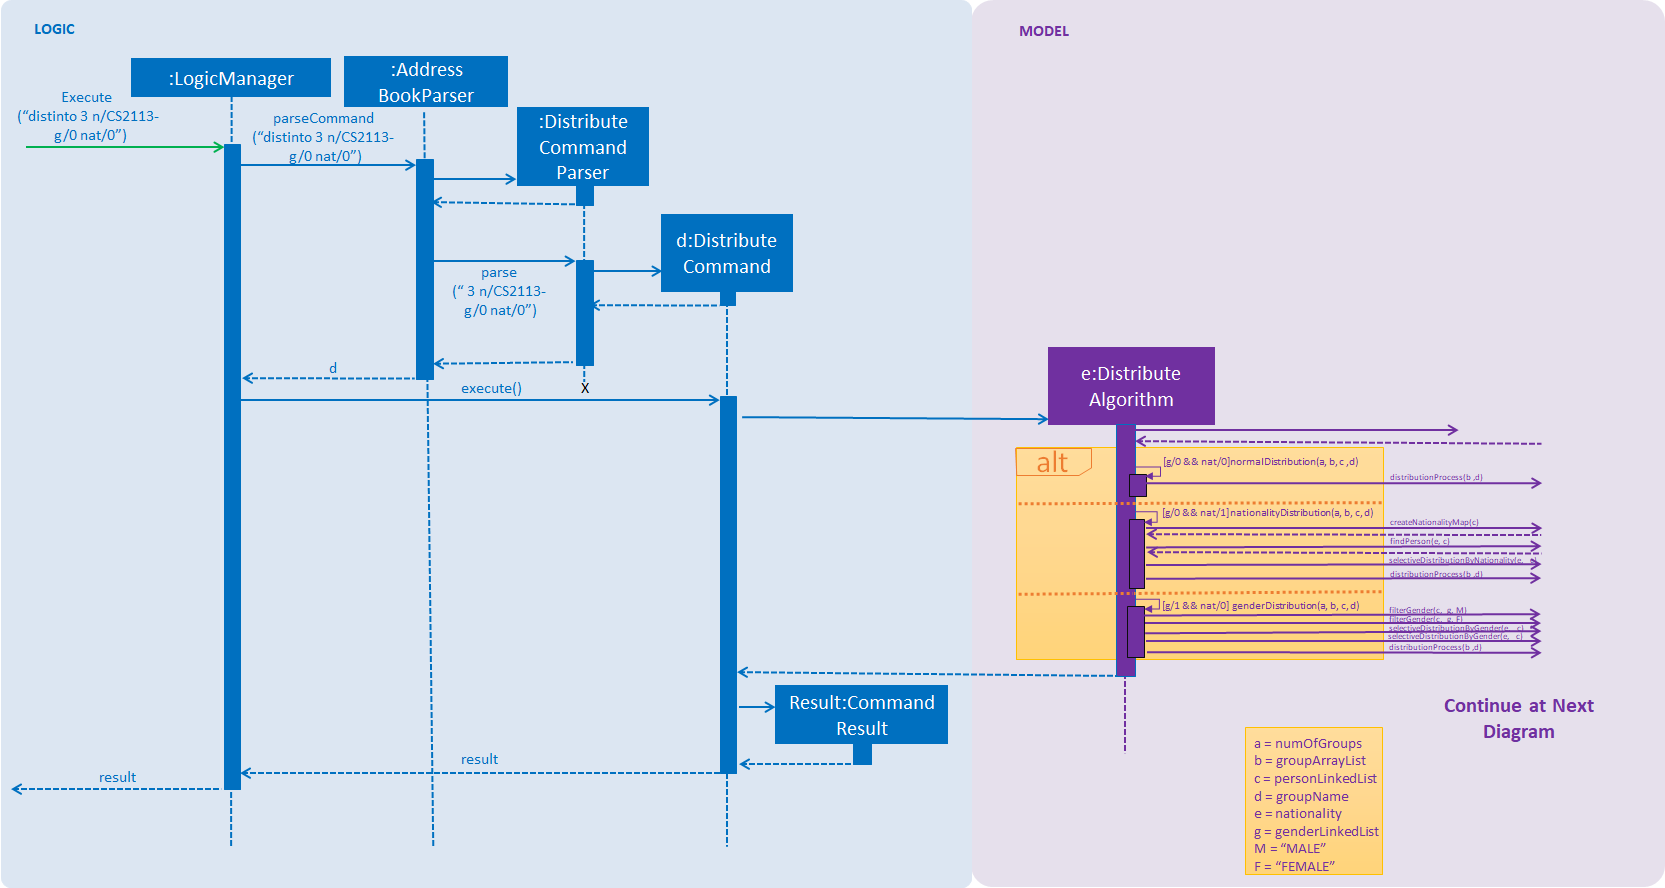 LOGIC
MODEL
:LogicManager
:Address
BookParser
Execute
(“distinto 3 n/CS2113-
g/0 nat/0”)
parseCommand
(“distinto 3 n/CS2113-
g/0 nat/0”)
:Distribute
Command
Parser
d:Distribute
Command
parse
(“ 3 n/CS2113-
g/0 nat/0”)
d
X
execute()
e:Distribute
Algorithm
alt
[g/0 && nat/0]normalDistribution(a, b, c ,d)
distributionProcess(b ,d)
[g/0 && nat/1]nationalityDistribution(a, b, c, d)
createNationalityMap(c)
findPerson(e, c)
selectiveDistributionByNationality(e,
distributionProcess(b ,d)
[g/1 && nat/0] genderDistribution(a, b, c, d)
filterGender(c, g, M)
filterGender(c, g, F)
selectiveDistributionByGender(e, c)
selectiveDistributionByGender(e, c)
distributionProcess(b ,d)
Result:Command
Result
result
result
Continue at Next
Diagram
a = numOfGroups
b = groupArrayList
c = personLinkedList
d = groupName
e = nationality
g = genderLinkedList
M = “MALE”
F = “FEMALE”